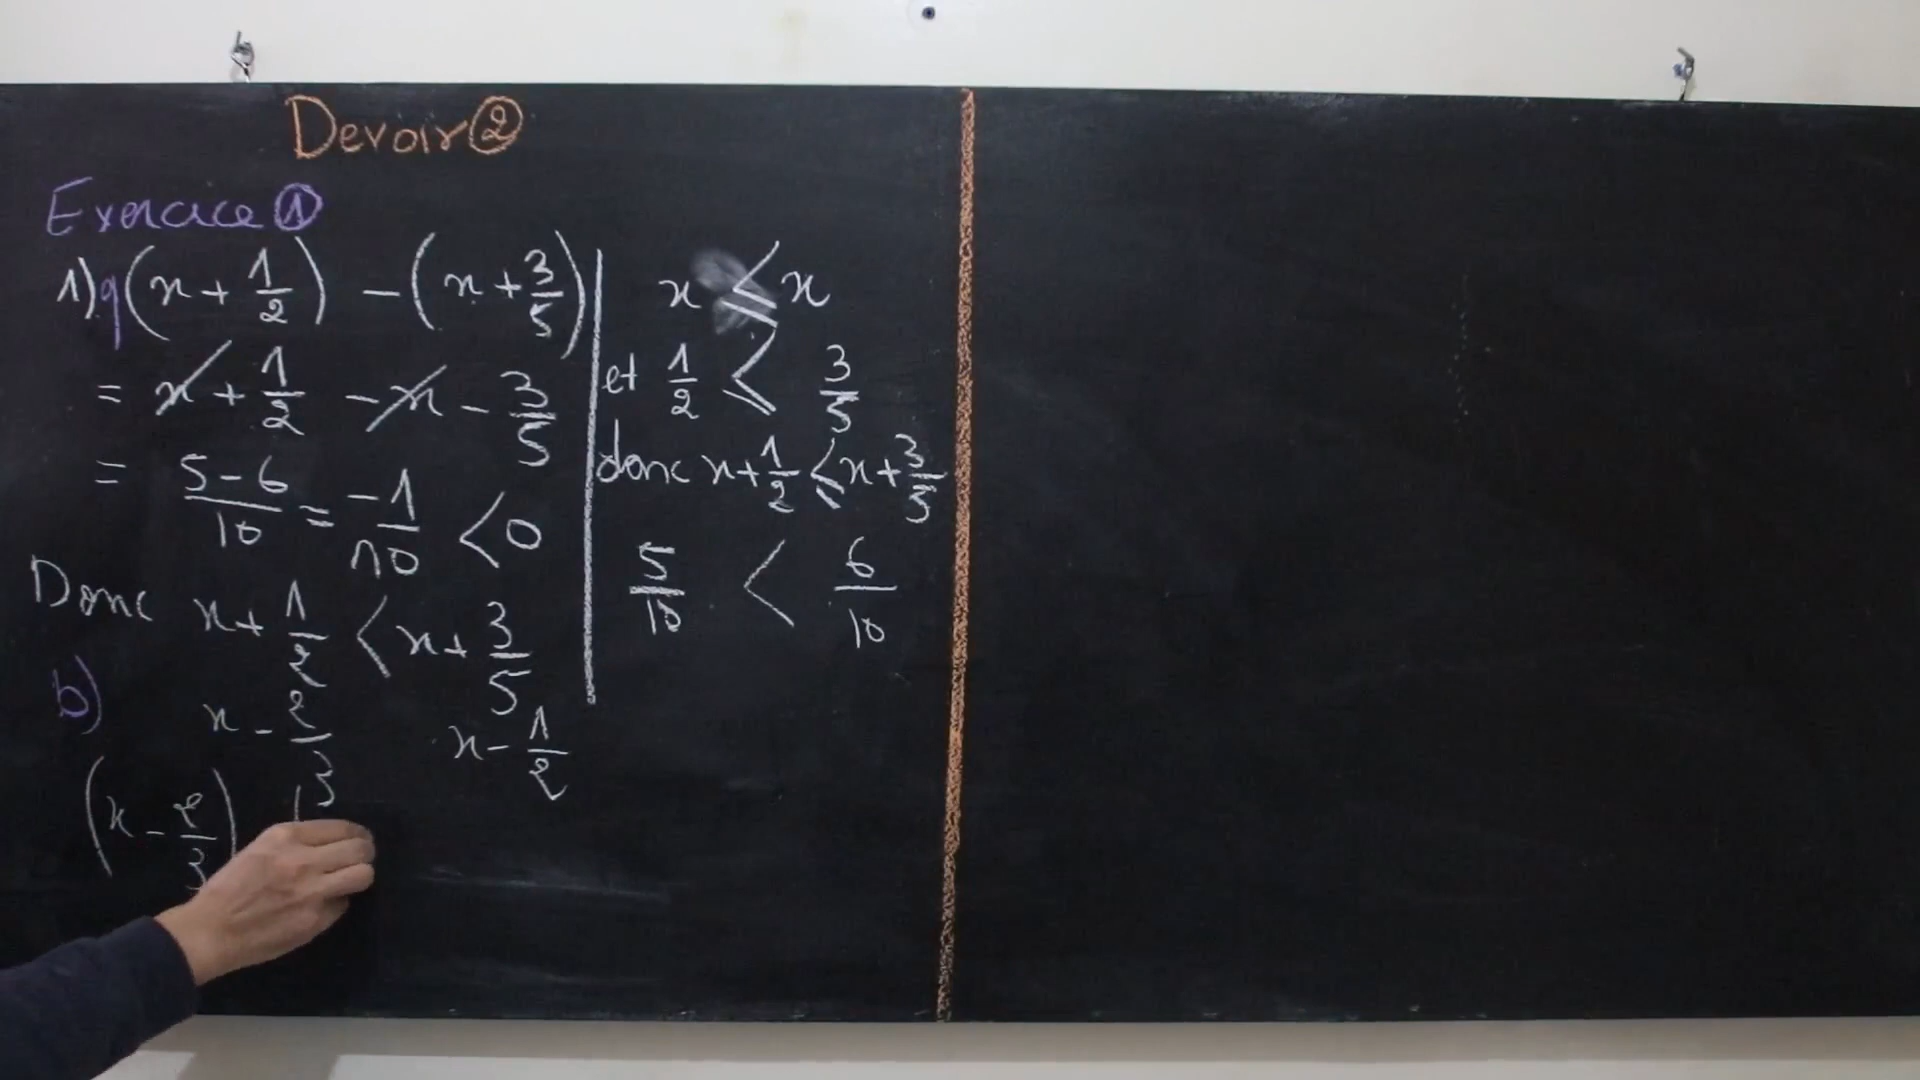 Devoir ②
Exercice ①
1) a (x + 1/2) - (x + 3/5)
= x + 1/2 - x - 3/5
= 5-6/10 = -1/10 < 0
Donc x + 1/2 < x + 3/5
b) x - 2/3 x - 1/2
(x - 2/3) (
x ⩽ x
et 1/2 ⩽ 3/5
donc x + 1/2 ⩽ x + 3/5
5/10 < 6/10